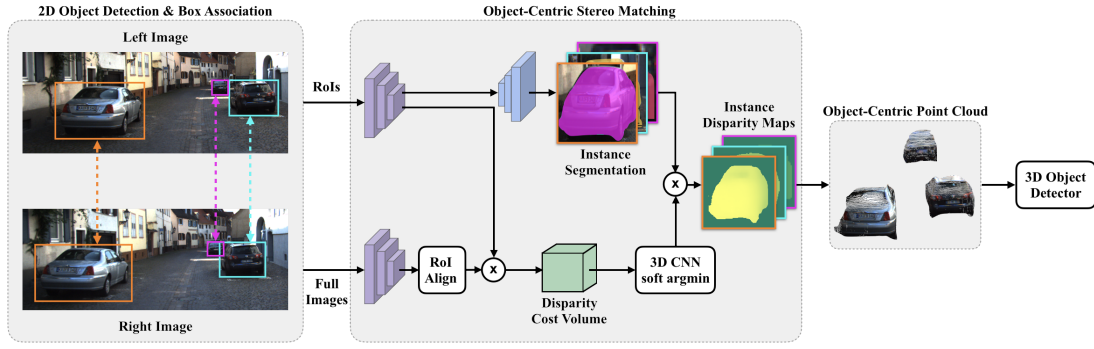 2D Object Detection & Box Association
Left Image
Right Image
Object-Centric Stereo Matching
RoIs
Full
Images
RoI
Align
x
Instance
Segmentation
Disparity
Cost Volume
3D CNN
soft argmin
x
Instance
Disparity Maps
Object-Centric Point Cloud
3D Object
Detector